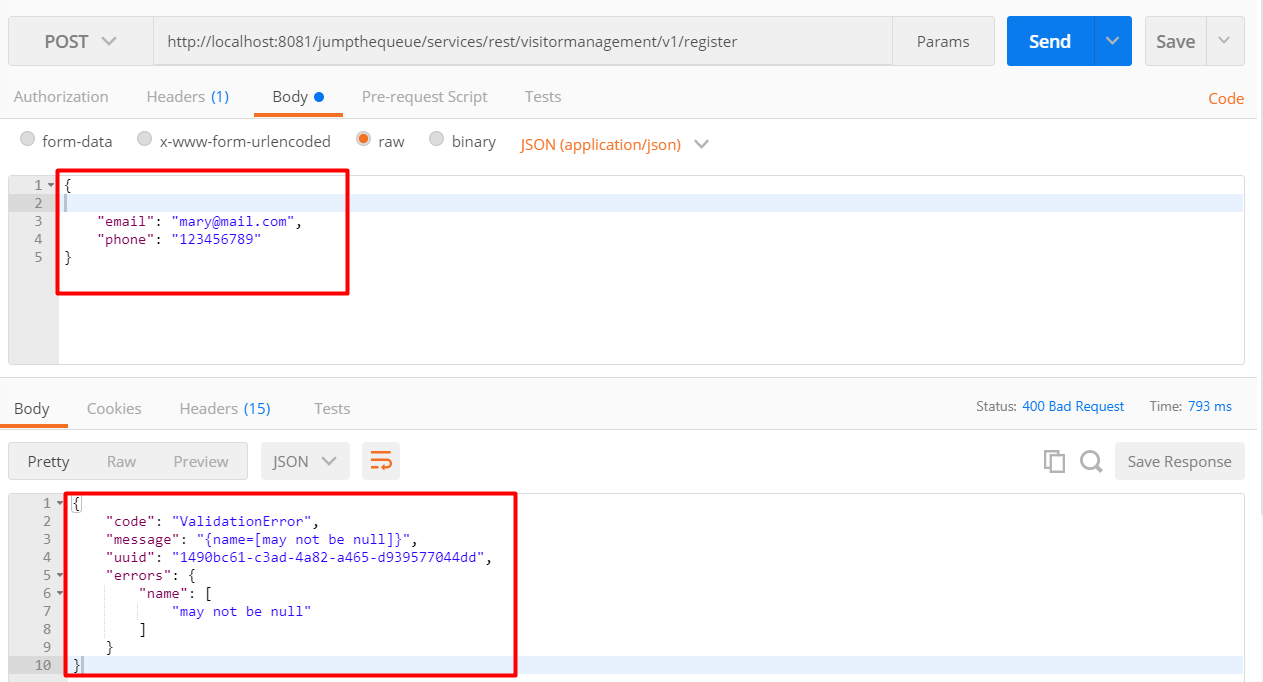 POST http://localhost:8081/jumpthequeue/services/rest/visitormanagement/v1/register Params Send Save
Authorization Headers (1) Body Pre-request Script Tests Code
form-data x-www-form-urlencoded raw binary JSON (application/json)
1 {
2
3 "email": "mary@mail.com",
4 "phone": "123456789"
5 }
Body Cookies Headers (15) Tests Status: 400 Bad Request Time: 793 ms
Pretty Raw Preview JSON Save Response
1 {
2 "code": "ValidationError",
3 "message": "{name=[may not be null]}",
4 "uuid": "1490bc61-c3ad-4a82-a465-d939577044dd",
5 "errors": {
6 "name": [
7 "may not be null"
8 ]
9 }
10 }